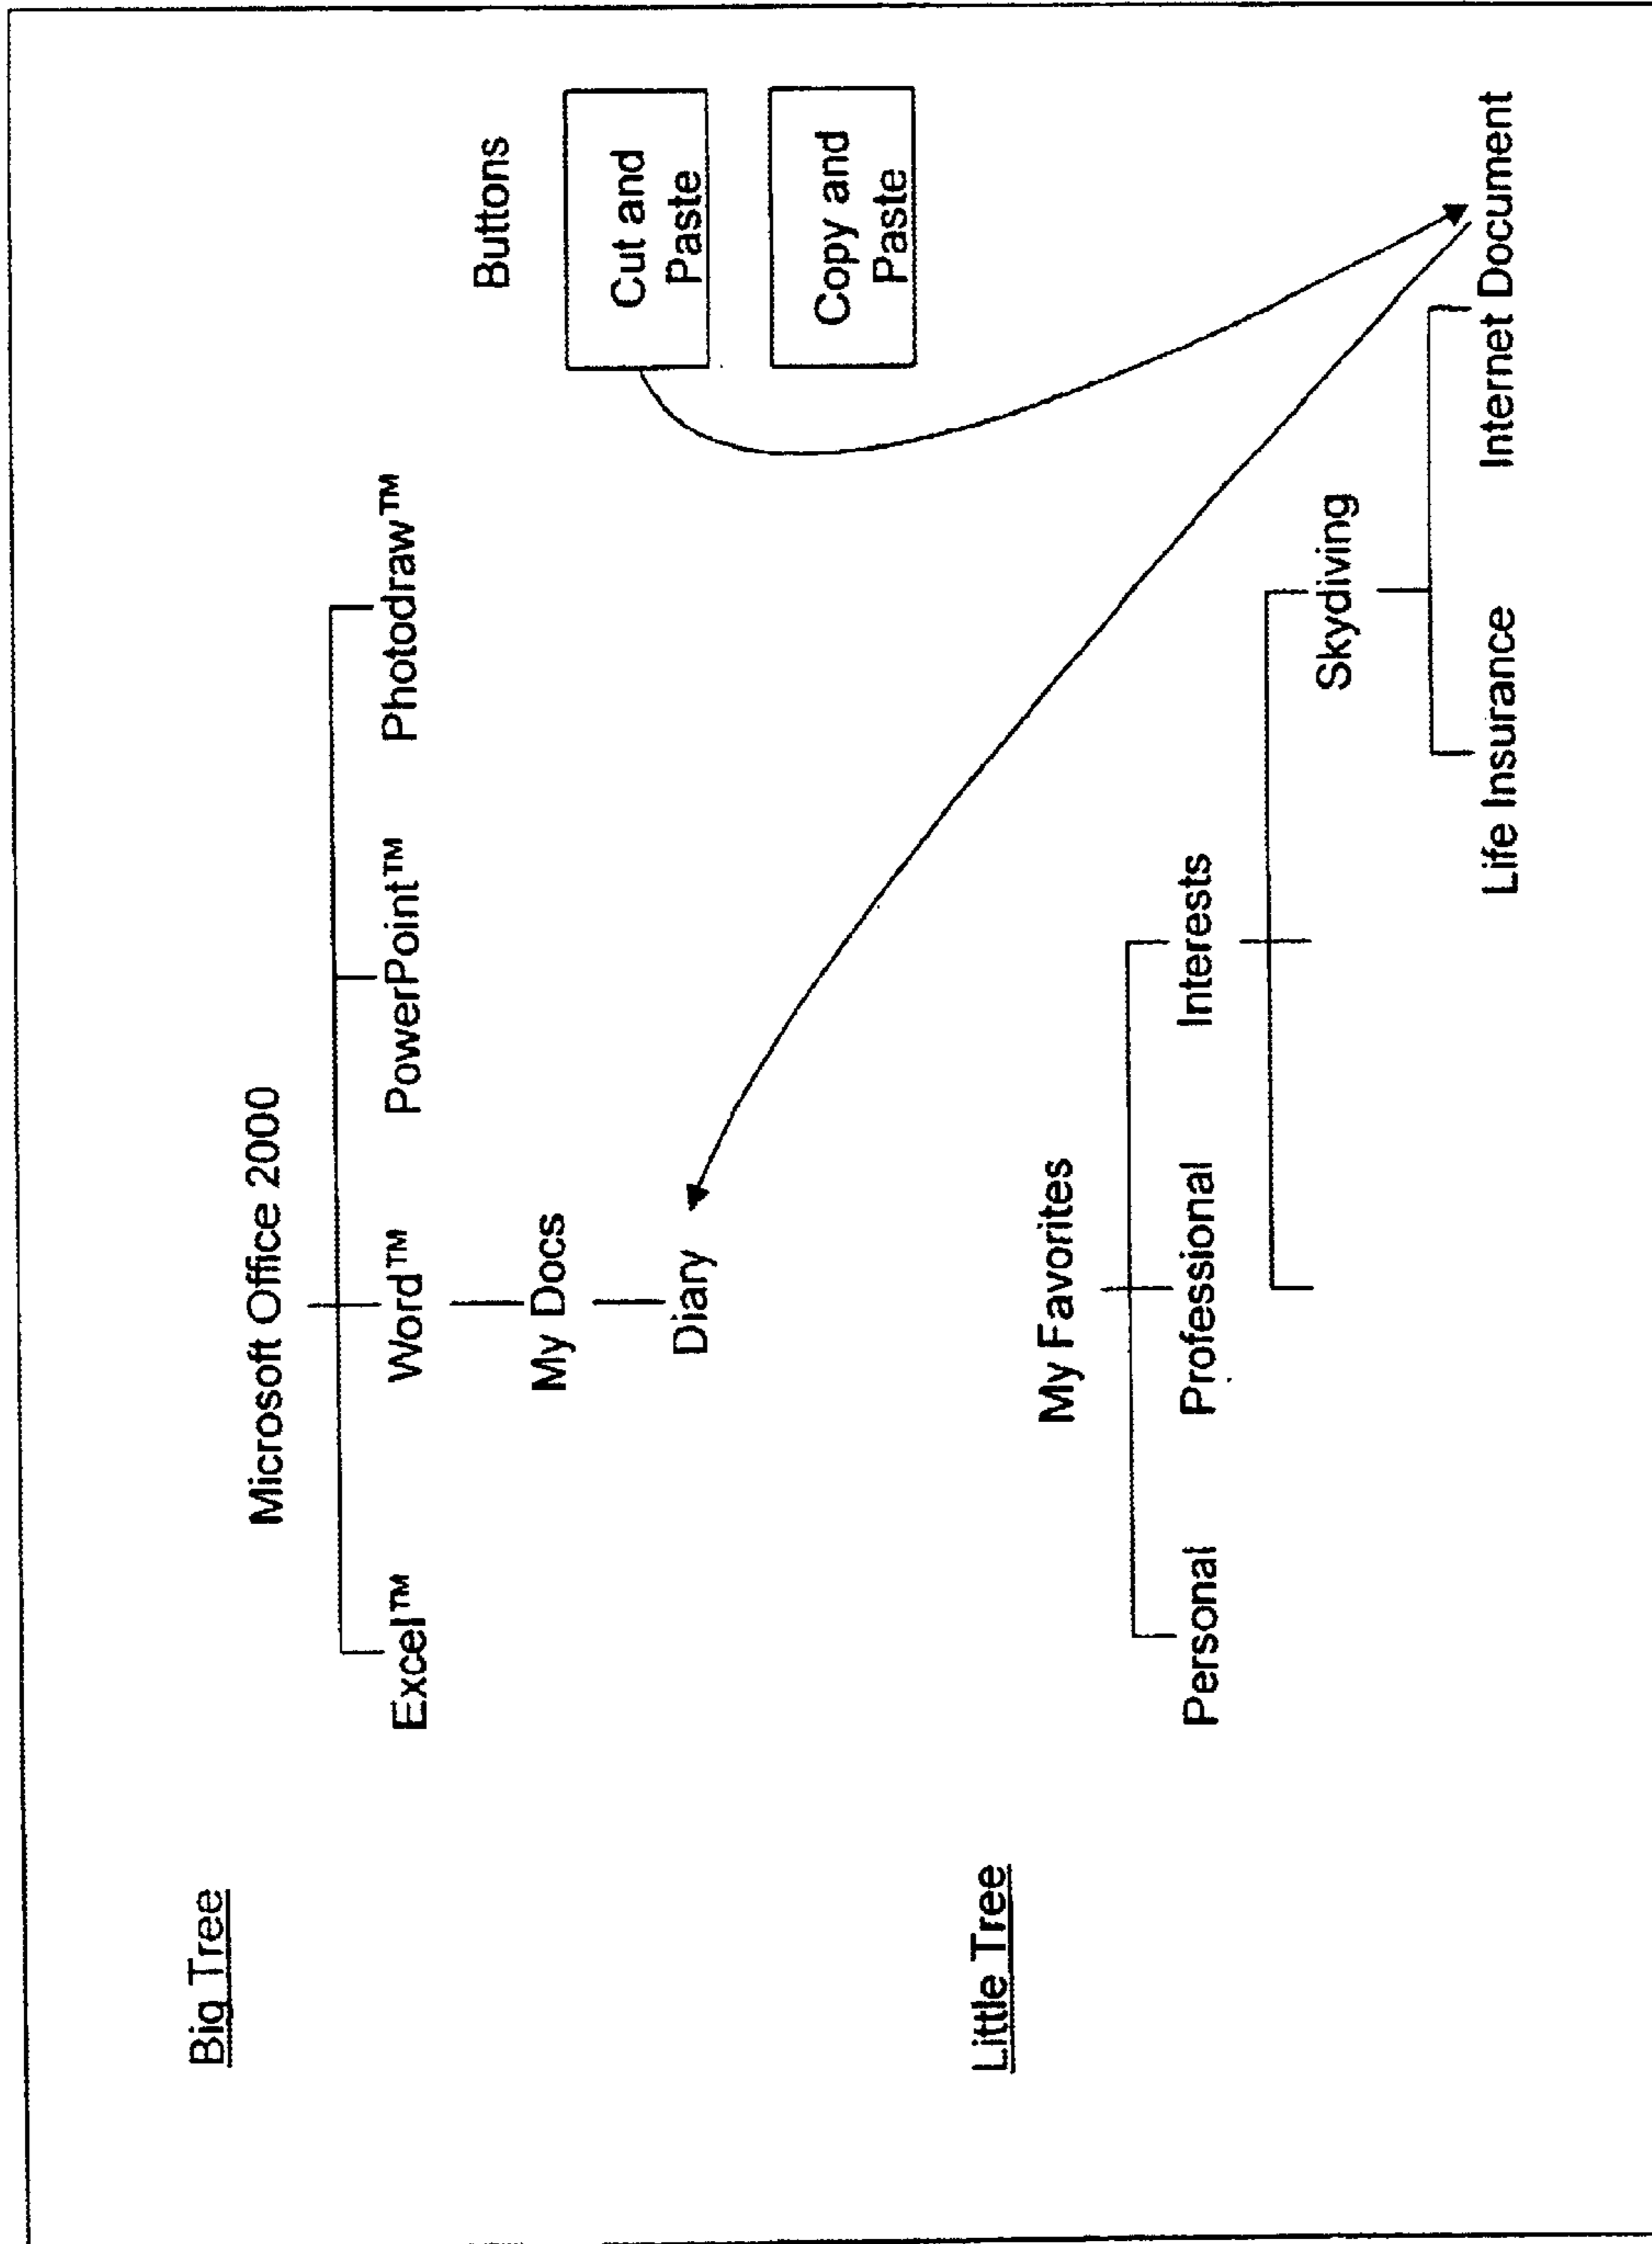 Big Tree
Microsoft Office 2000
Excel™ Word™ PowerPoint™ Photodraw™
My Docs
Diary
Buttons
Cut and
Paste
Copy and
Paste
Little Tree
My Favorites
Personal Professional Interests
Skydiving
Life Insurance Internet Document